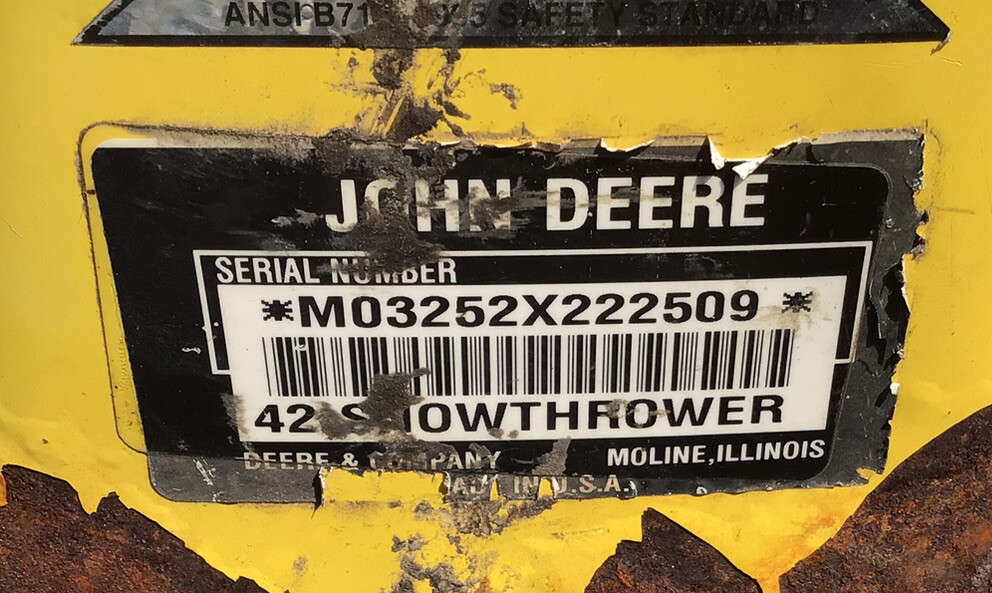 ANSI B71 SAFETY STANDARD
JOHN DEERE
SERIAL NUMBER
*M03252X222509 *
42 SNOWTHROWER
DEERE & COMPANY MOLINE,ILLINOIS
MADE IN U.S.A.